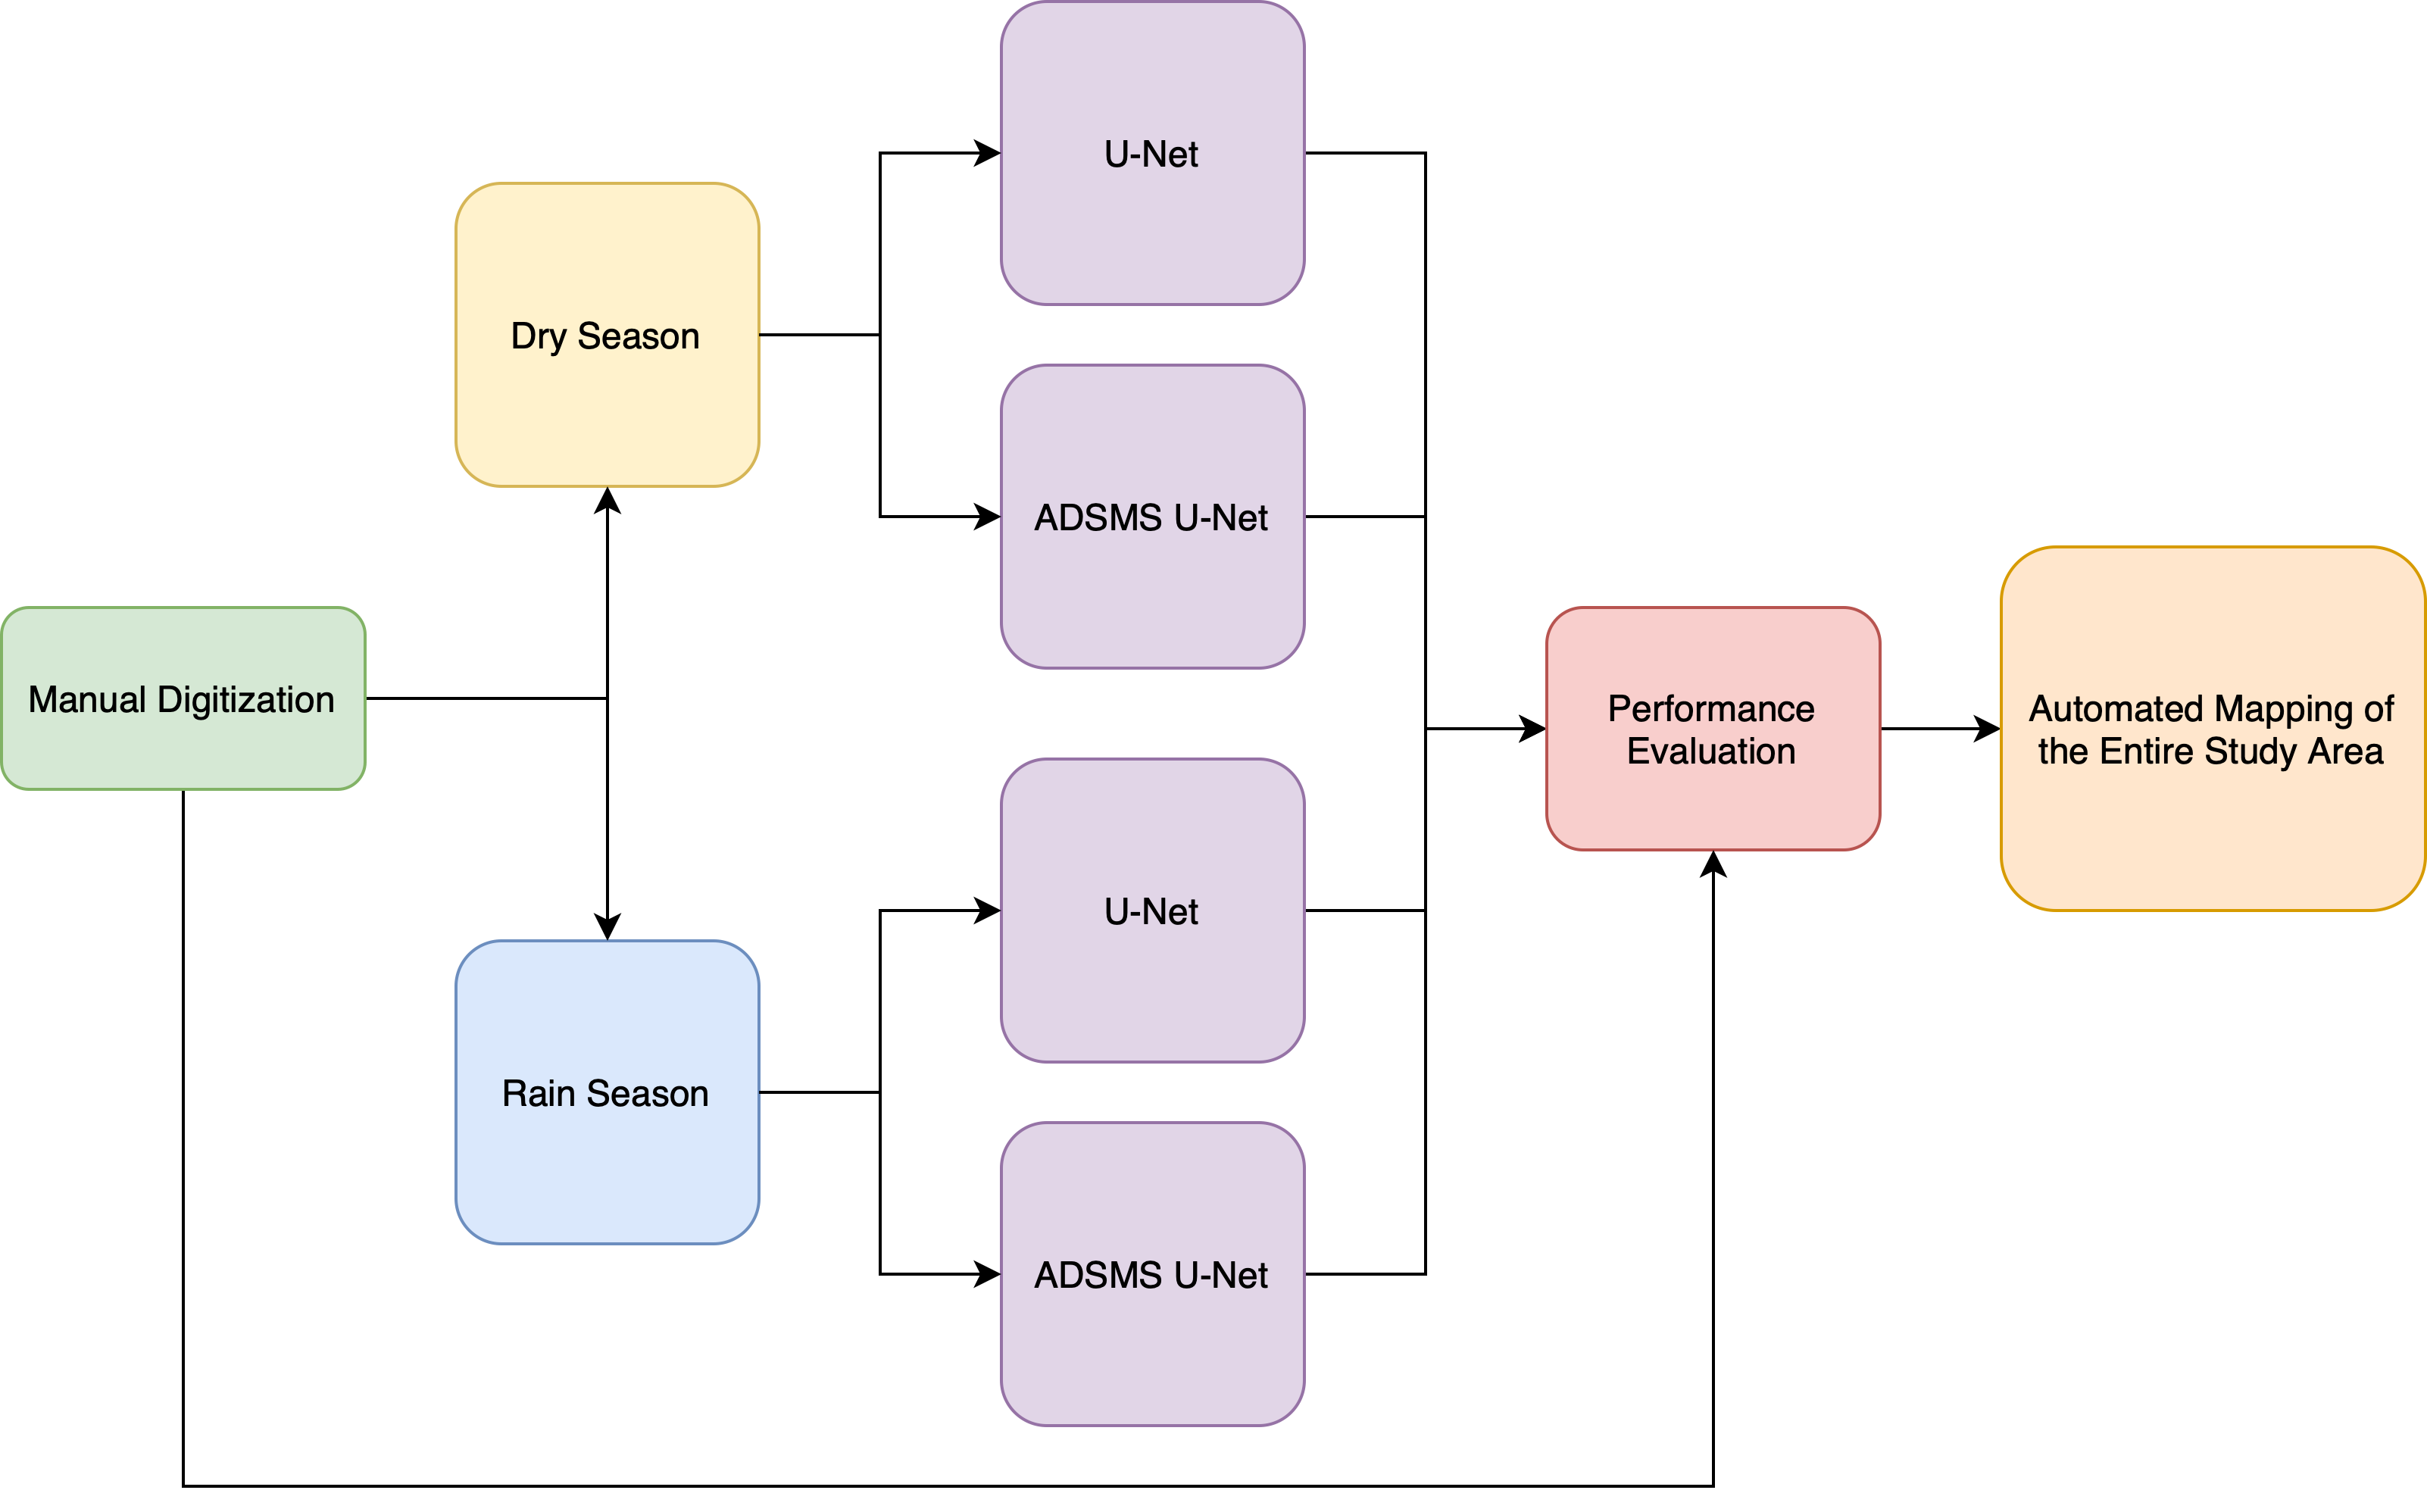 Manual Digitization
Dry Season
Rain Season
U-Net
ADSMS U-Net
U-Net
ADSMS U-Net
Performance
Evaluation
Automated Mapping of
the Entire Study Area